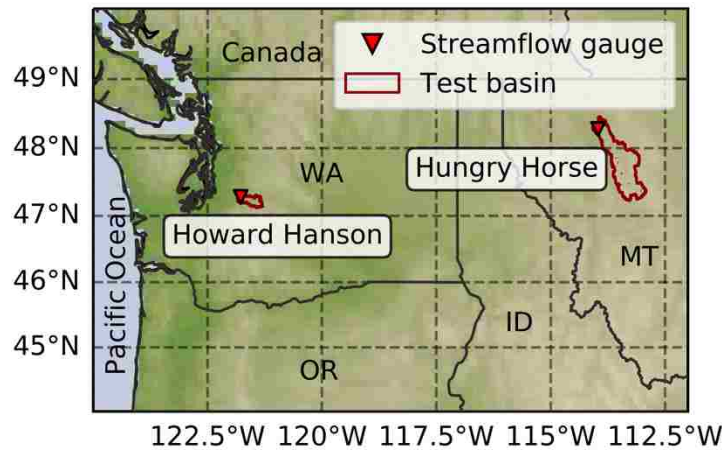 Canada
Streamflow gauge
Test basin
49°N
48°N
47°N
46°N
45°N
WA
Hungry Horse
Howard Hanson
MT
Pacific Ocean
ID
OR
122.5°W 120°W 117.5°W 115°W 112.5°W